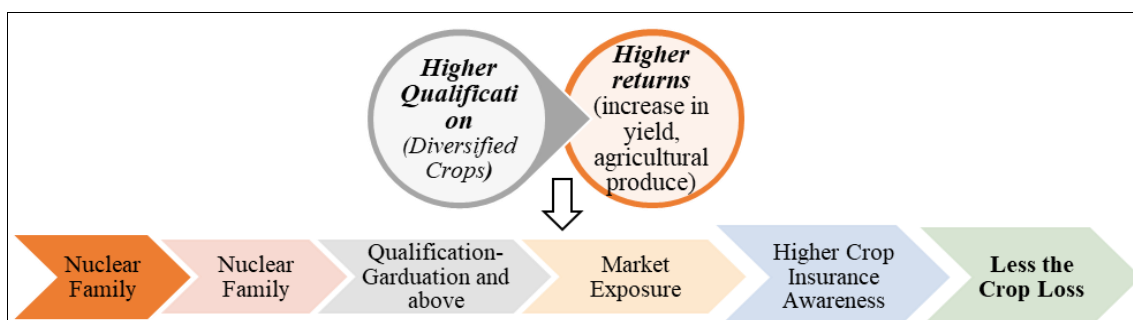 Higher
Qualificati
on
(Diversified
Crops)
Higher
returns
(increase in
yield,
agricultural
produce)
Nuclear
Family
Nuclear
Family
Qualification-
Garduation and
above
Market
Exposure
Higher Crop
Insurance
Awareness
Less the
Crop Loss